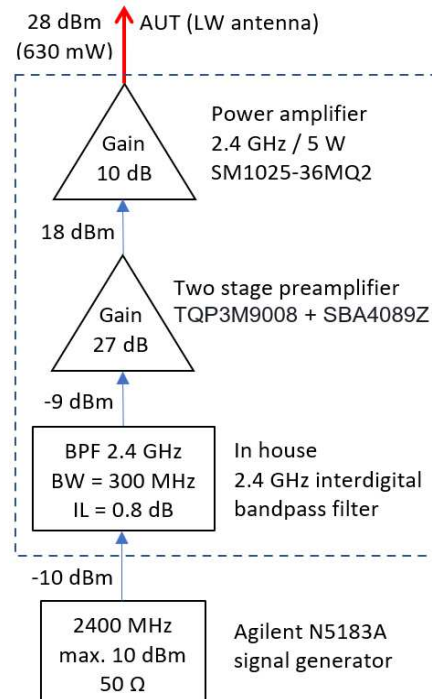 28 dBm
(630 mW)
AUT (LW antenna)
Gain
10 dB
Power amplifier
2.4 GHz / 5 W
SM1025-36MQ2
18 dBm
Gain
27 dB
Two stage preamplifier
TQP3M9008 + SBA4089Z
-9 dBm
BPF 2.4 GHz
BW = 300 MHz
IL = 0.8 dB
In house
2.4 GHz interdigital
bandpass filter
-10 dBm
2400 MHz
max. 10 dBm
50 Ω
Agilent N5183A
signal generator